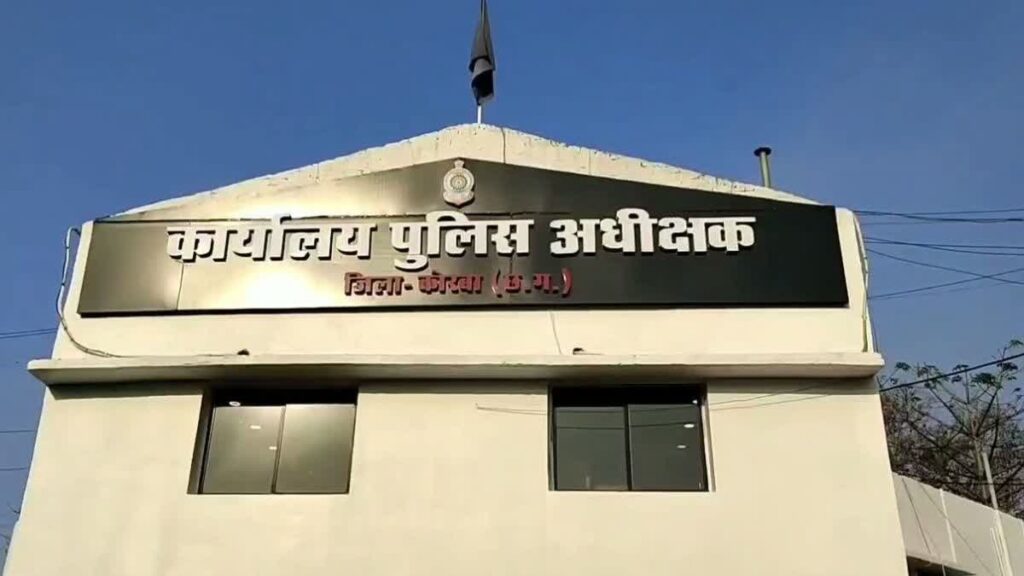 कार्यालय पुलिस अधीक्षक
जिला- कोरबा (छ.ग.)